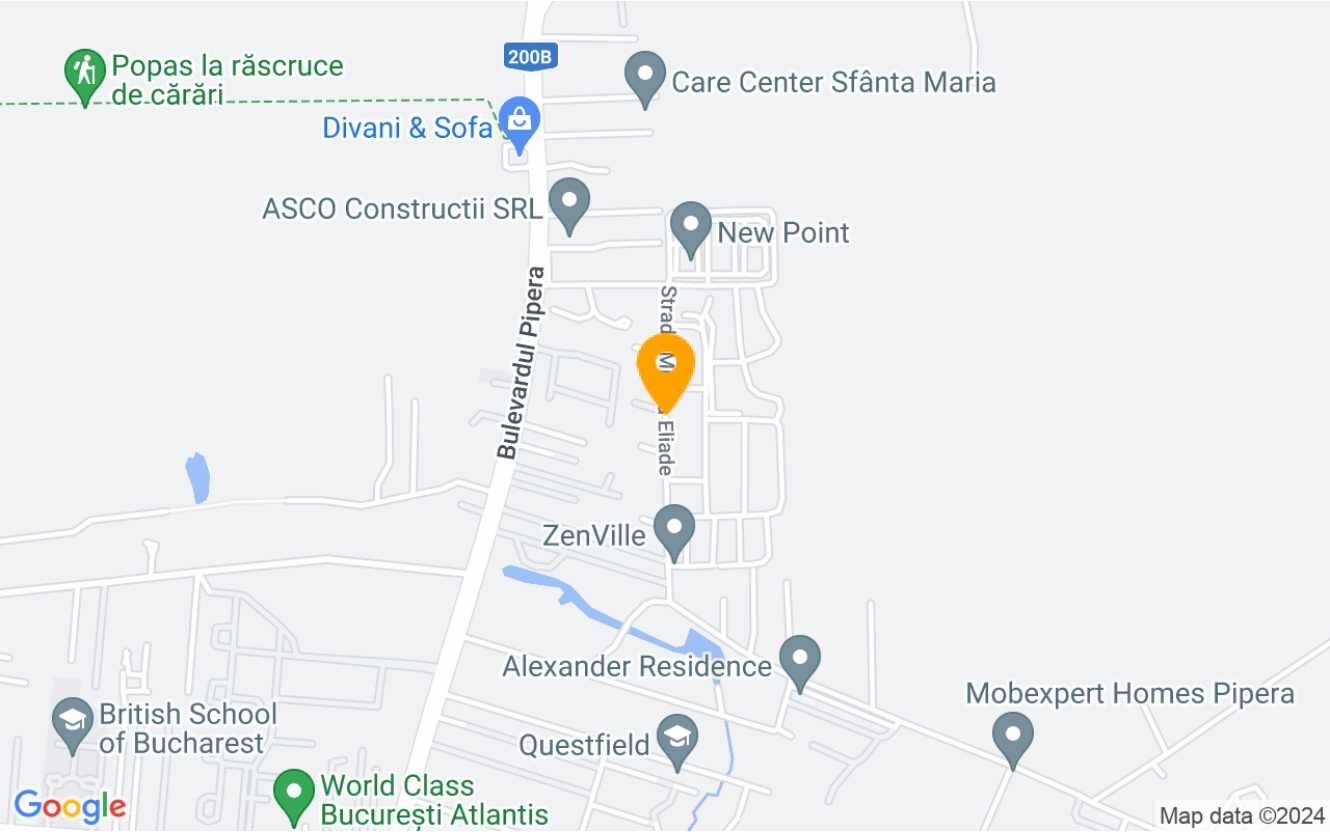 200B
Popas la răscruce
de cărări
Care Center Sfânta Maria
Divani & Sofa
ASCO Constructii SRL
New Point
Bulevardul Pipera
Eliade
ZenVille
Alexander Residence
Mobexpert Homes Pipera
British School
of Bucharest
Questfield
World Class
București Atlantis
Google
Map data ©2024